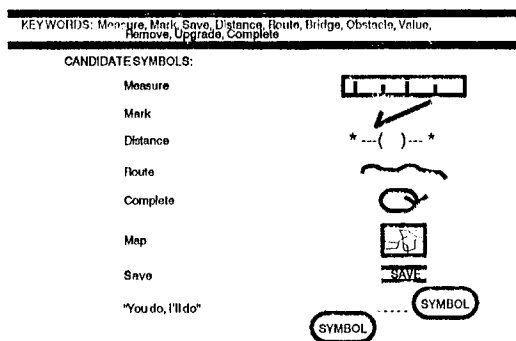 KEYWORDS: Measure, Mark, Save, Distance, Route, Bridge, Obstacle, Value,
Remove, Upgrade, Complete
CANDIDATE SYMBOLS:
Measure
Mark
Distance * ---( )--- *
Route
Complete
Map
Save SAVE
"You do, I'll do" SYMBOL
SYMBOL